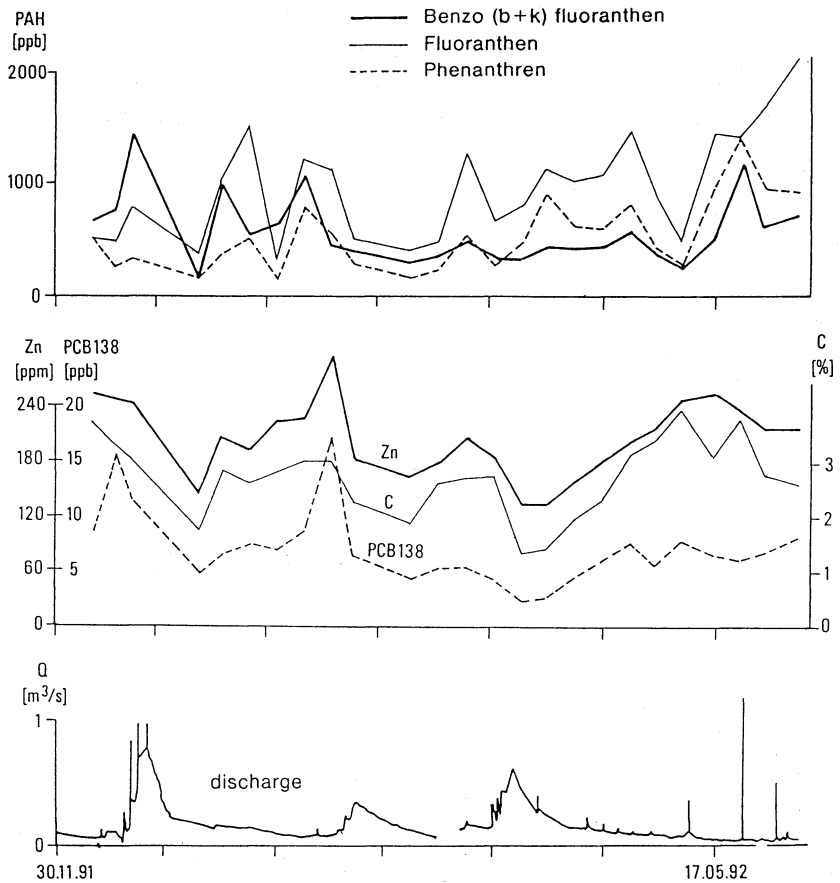 PAH
[ppb]
Benzo (b+k) fluoranthen
Fluoranthen
Phenanthren
2000
1000
0
Zn PCB138
[ppm] [ppb]
C
[%]
240 20
180 15
120 10
60 5
0
3
2
1
0
Zn
C
PCB138
Q
[m³/s]
1
0
discharge
30.11.91 17.05.92